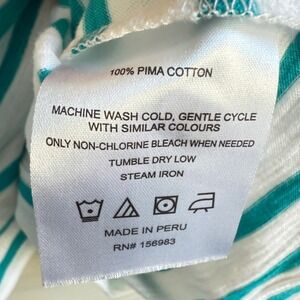 100% PIMA COTTON
MACHINE WASH COLD, GENTLE CYCLE
WITH SIMILAR COLOURS
ONLY NON-CHLORINE BLEACH WHEN NEEDED
TUMBLE DRY LOW
STEAM IRON
MADE IN PERU
RN# 156983